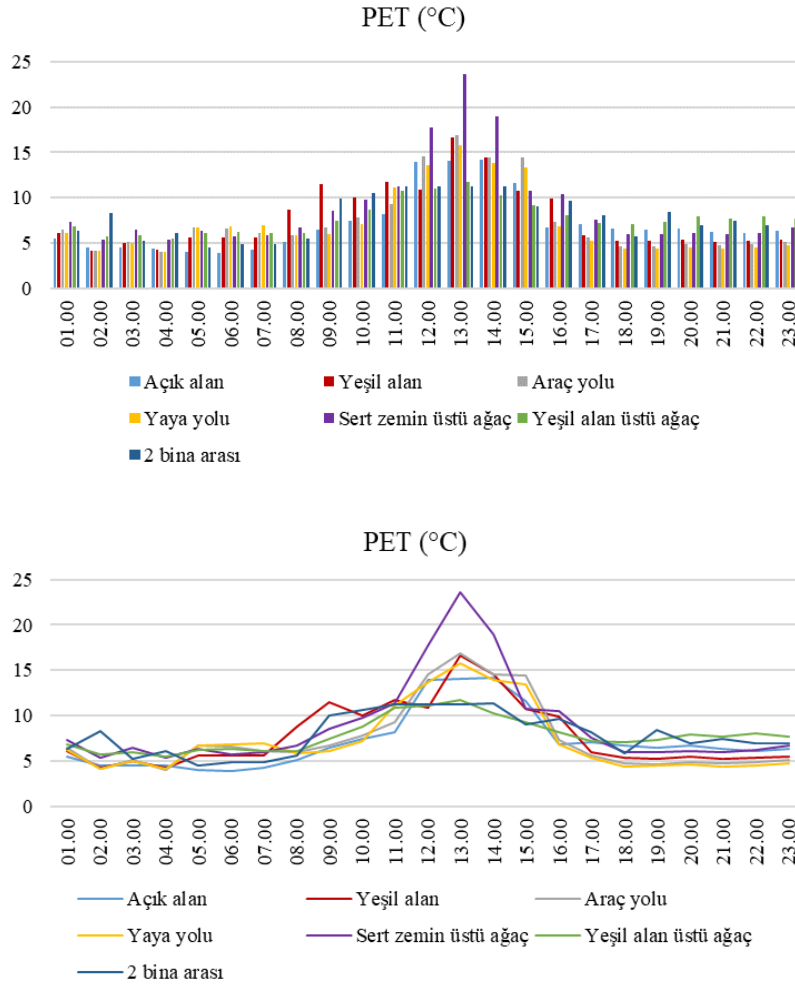 PET (°C)
25
20
15
10
5
0
01.00 02.00 03.00 04.00 05.00 06.00 07.00 08.00 09.00 10.00 11.00 12.00 13.00 14.00 15.00 16.00 17.00 18.00 19.00 20.00 21.00 22.00 23.00
Açık alan Yeşil alan Araç yolu
Yaya yolu Sert zemin üstü ağaç Yeşil alan üstü ağaç
2 bina arası
PET (°C)
25
20
15
10
5
0
01.00 02.00 03.00 04.00 05.00 06.00 07.00 08.00 09.00 10.00 11.00 12.00 13.00 14.00 15.00 16.00 17.00 18.00 19.00 20.00 21.00 22.00 23.00
Açık alan Yeşil alan Araç yolu
Yaya yolu Sert zemin üstü ağaç Yeşil alan üstü ağaç
2 bina arası